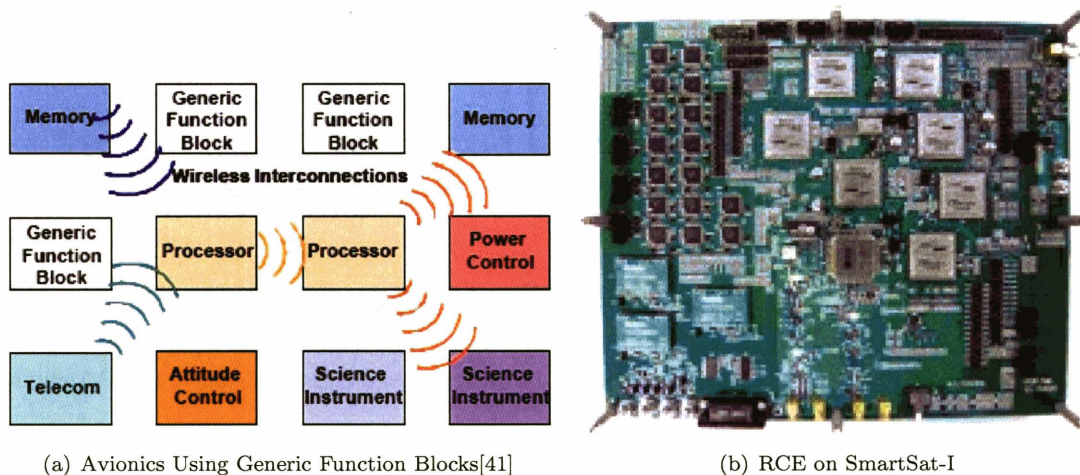 Memory
Generic
Function
Block
Generic
Function
Block
Memory
Wireless Interconnections
Generic
Function
Block
Processor
Processor
Power
Control
Telecom
Attitude
Control
Science
Instrument
Science
Instrument
(a) Avionics Using Generic Function Blocks[41]
(b) RCE on SmartSat-I